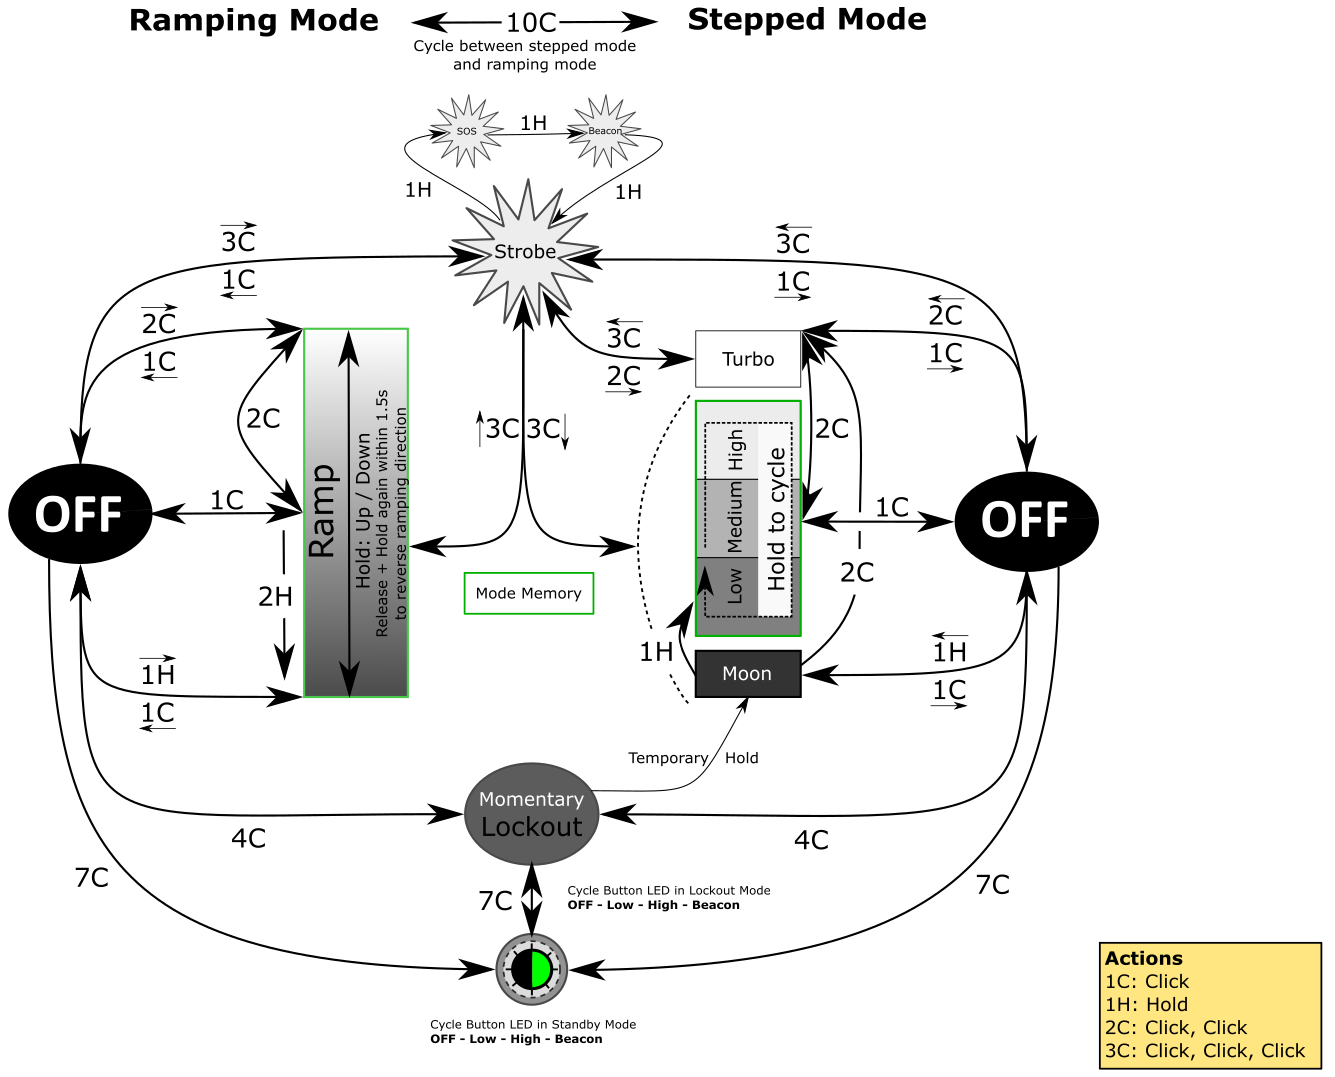 Ramping Mode
10C
Stepped Mode
Cycle between stepped mode
and ramping mode
SOS
1H
Beacon
1H
1H
Strobe
3C
1C
3C
1C
2C
1C
2C
1C
3C
2C
Turbo
2C
3C
3C
2C
OFF
1C
Ramp
Hold: Up / Down
Release + Hold again within 1.5s
to reverse ramping direction
High
Medium
Low
Hold to cycle
1C
OFF
2H
Mode Memory
2C
1H
Moon
1H
1C
1H
1C
Temporary
Hold
Momentary
Lockout
4C
4C
7C
7C
7C
Cycle Button LED in Lockout Mode
OFF - Low - High - Beacon
Cycle Button LED in Standby Mode
OFF - Low - High - Beacon
Actions
1C: Click
1H: Hold
2C: Click, Click
3C: Click, Click, Click